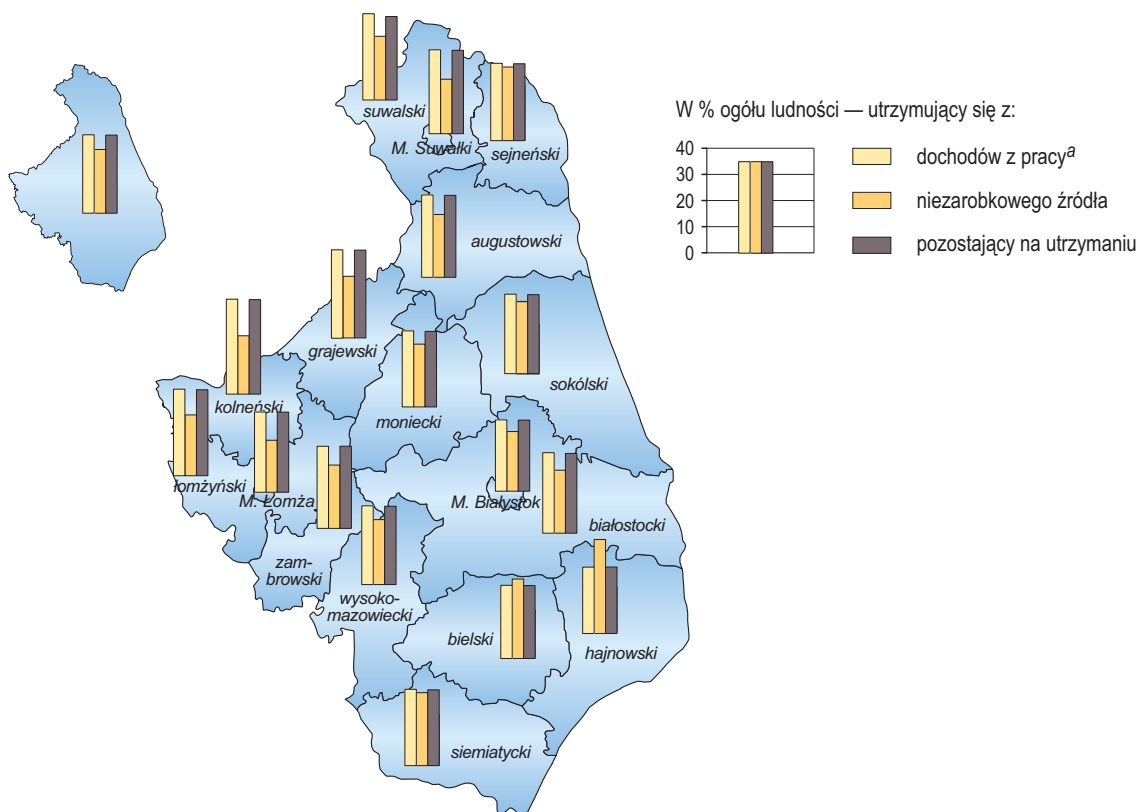 W % ogółu ludności — utrzymujący się z:
40
30
20
10
0
dochodów z pracyª
niezarobkowego źródła
pozostający na utrzymaniu
suwalski
M. Suwałki
sejneński
augustowski
grajewski
sokólski
kolneński
moniecki
łomżyński
M. Łomża
M. Białystok
białostocki
zam-
browski
wysoko-
mazowiecki
bielski
hajnowski
siemiatycki